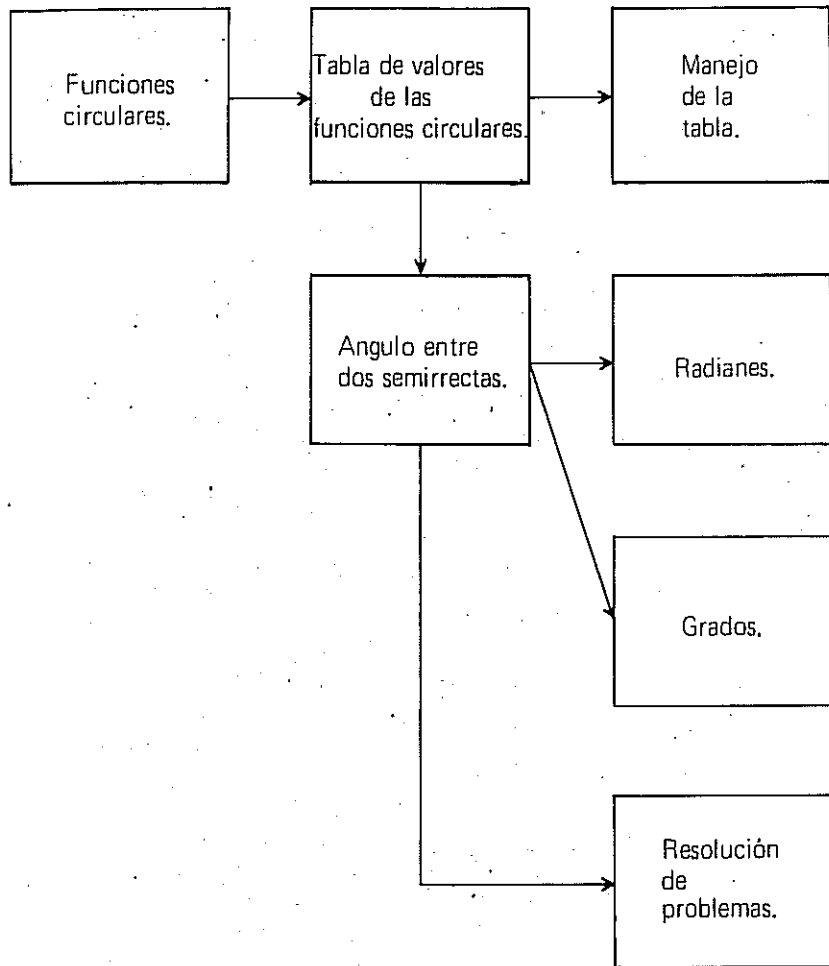 Funciones
circulares.
Tabla de valores
de las
funciones circulares.
Manejo
de la
tabla.
Angulo entre
dos semirrectas.
Radianes.
Grados.
Resolución
de
problemas.